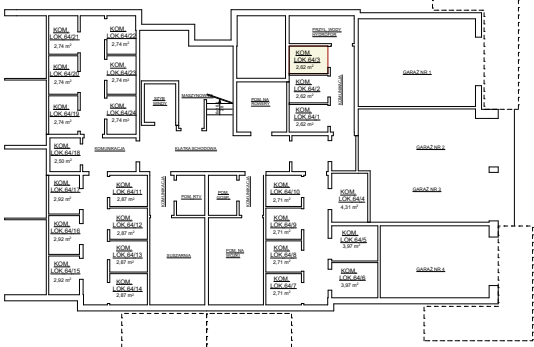 KOM.
LOK.64/21
2,74 m²
KOM.
LOK.64/22
2,74 m²
KOM.
LOK.64/20
2,74 m²
KOM.
LOK.64/23
2,74 m²
KOM.
LOK.64/19
2,74 m²
KOM.
LOK.64/24
2,74 m²
KOM.
LOK.64/18
2,50 m²
KOMUNIKACJA
KLATKA SCHODOWA
SZYB
WINDY
MASZYNOWNIA
POM. NA
ROWERY
PRZYŁ. WODY
HYDROFOR
KOM.
LOK.64/3
2,62 m²
KOM.
LOK.64/2
2,62 m²
KOM.
LOK.64/1
2,62 m²
KOMUNIKACJA
GARAŻ NR 1
GARAŻ NR 2
GARAŻ NR 3
GARAŻ NR 4
KOM.
LOK.64/17
2,92 m²
KOM.
LOK.64/16
2,92 m²
KOM.
LOK.64/15
2,92 m²
KOM.
LOK.64/11
2,87 m²
KOM.
LOK.64/12
2,87 m²
KOM.
LOK.64/13
2,87 m²
KOM.
LOK.64/14
2,87 m²
KOMUNIKACJA
POM. RTV
POM.
SUSZARNIA
POM. NA
KOMUNIKACJA
KOM.
LOK.64/10
2,71 m²
KOM.
LOK.64/9
2,71 m²
KOM.
LOK.64/8
2,71 m²
KOM.
LOK.64/7
2,71 m²
KOM.
LOK.64/4
4,31 m²
KOM.
LOK.64/5
3,97 m²
KOM.
LOK.64/6
3,97 m²